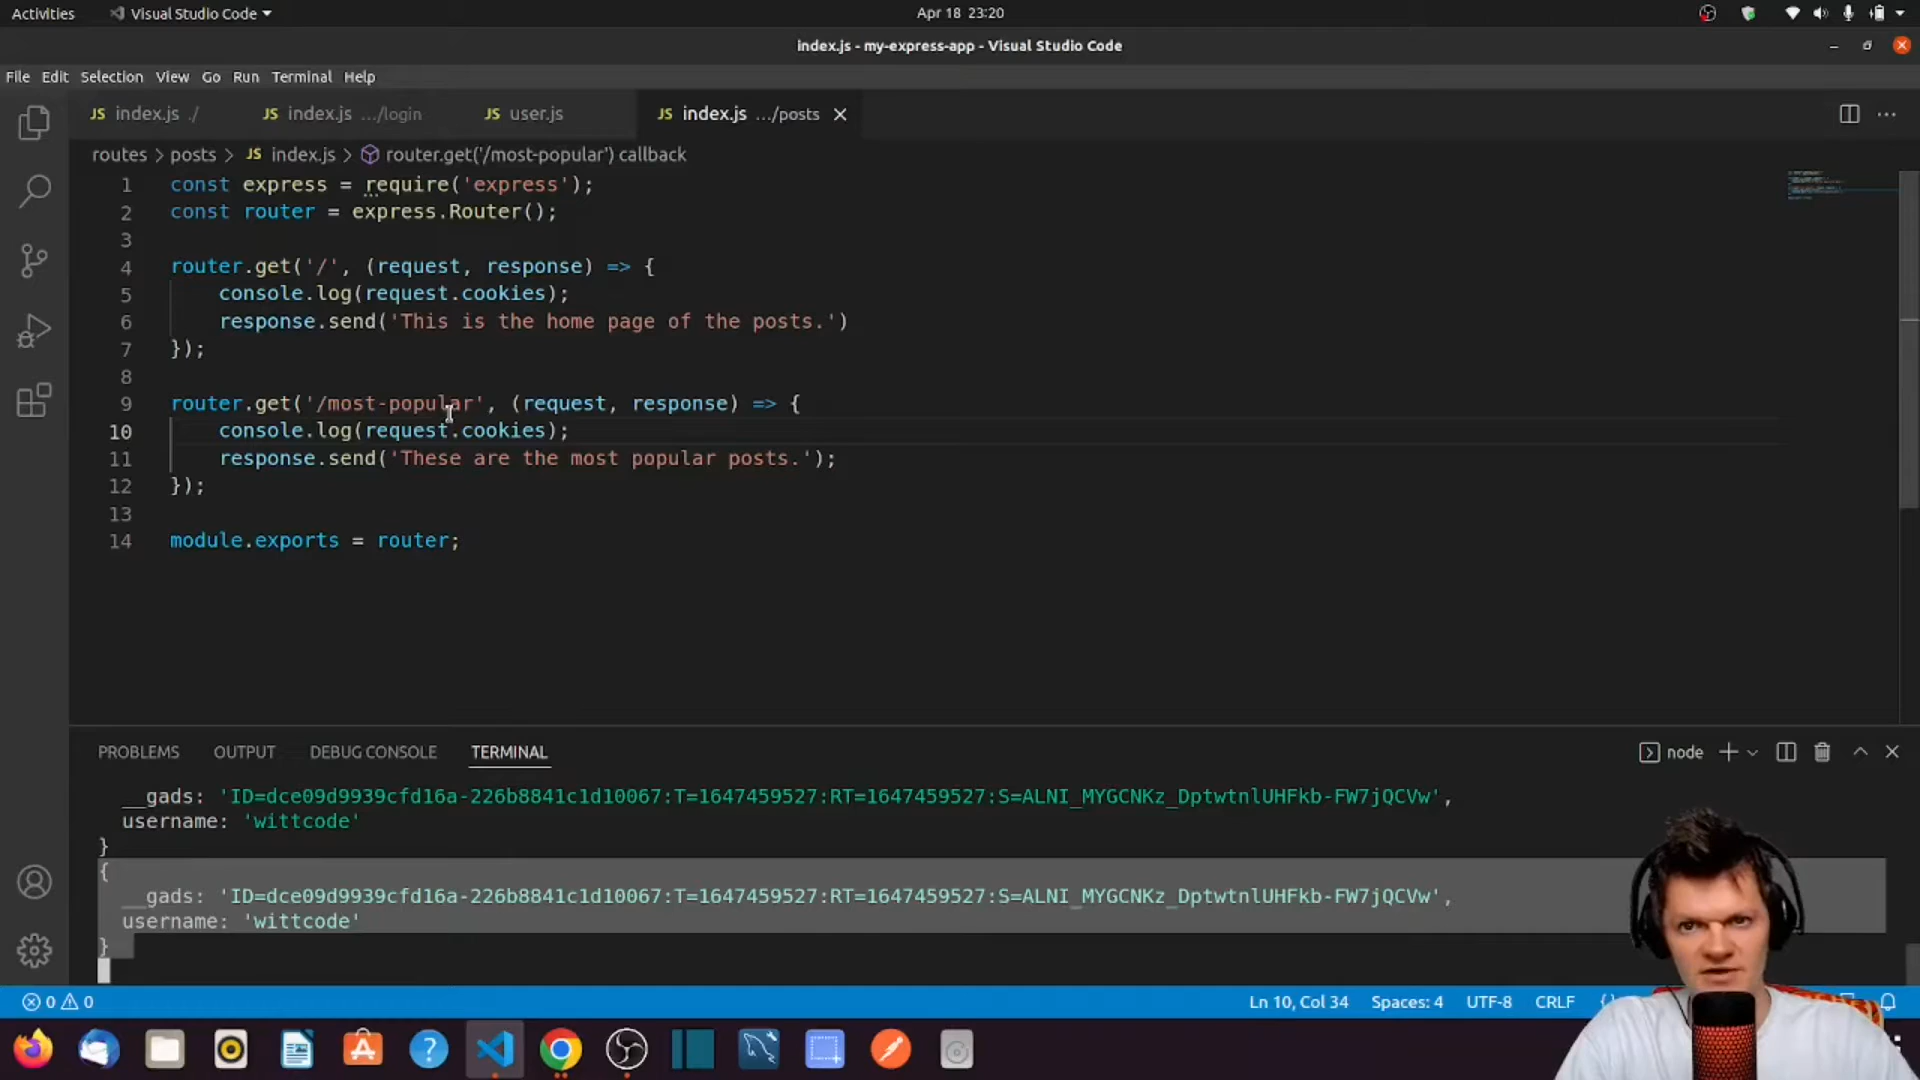 Activities Visual Studio Code Apr 18 23:20
index.js - my-express-app - Visual Studio Code
File Edit Selection View Go Run Terminal Help
JS index.js ./ JS index.js .../login JS user.js JS index.js .../posts
routes > posts > JS index.js > router.get('/most-popular') callback
1 const express = require('express');
2 const router = express.Router();
3
4 router.get('/', (request, response) => {
5 console.log(request.cookies);
6 response.send('This is the home page of the posts.')
7 });
8
9 router.get('/most-popular', (request, response) => {
10 console.log(request.cookies);
11 response.send('These are the most popular posts.');
12 });
13
14 module.exports = router;
PROBLEMS OUTPUT DEBUG CONSOLE TERMINAL node
__gads: 'ID=dce09d9939cfd16a-226b8841c1d10067:T=1647459527:RT=1647459527:S=ALNI_MYGCNKz_DptwtnlUHFkb-FW7jQCVw',
username: 'wittcode'
}
{
__gads: 'ID=dce09d9939cfd16a-226b8841c1d10067:T=1647459527:RT=1647459527:S=ALNI_MYGCNKz_DptwtnlUHFkb-FW7jQCVw',
username: 'wittcode'
}
0 0 Ln 10, Col 34 Spaces: 4 UTF-8 CRLF